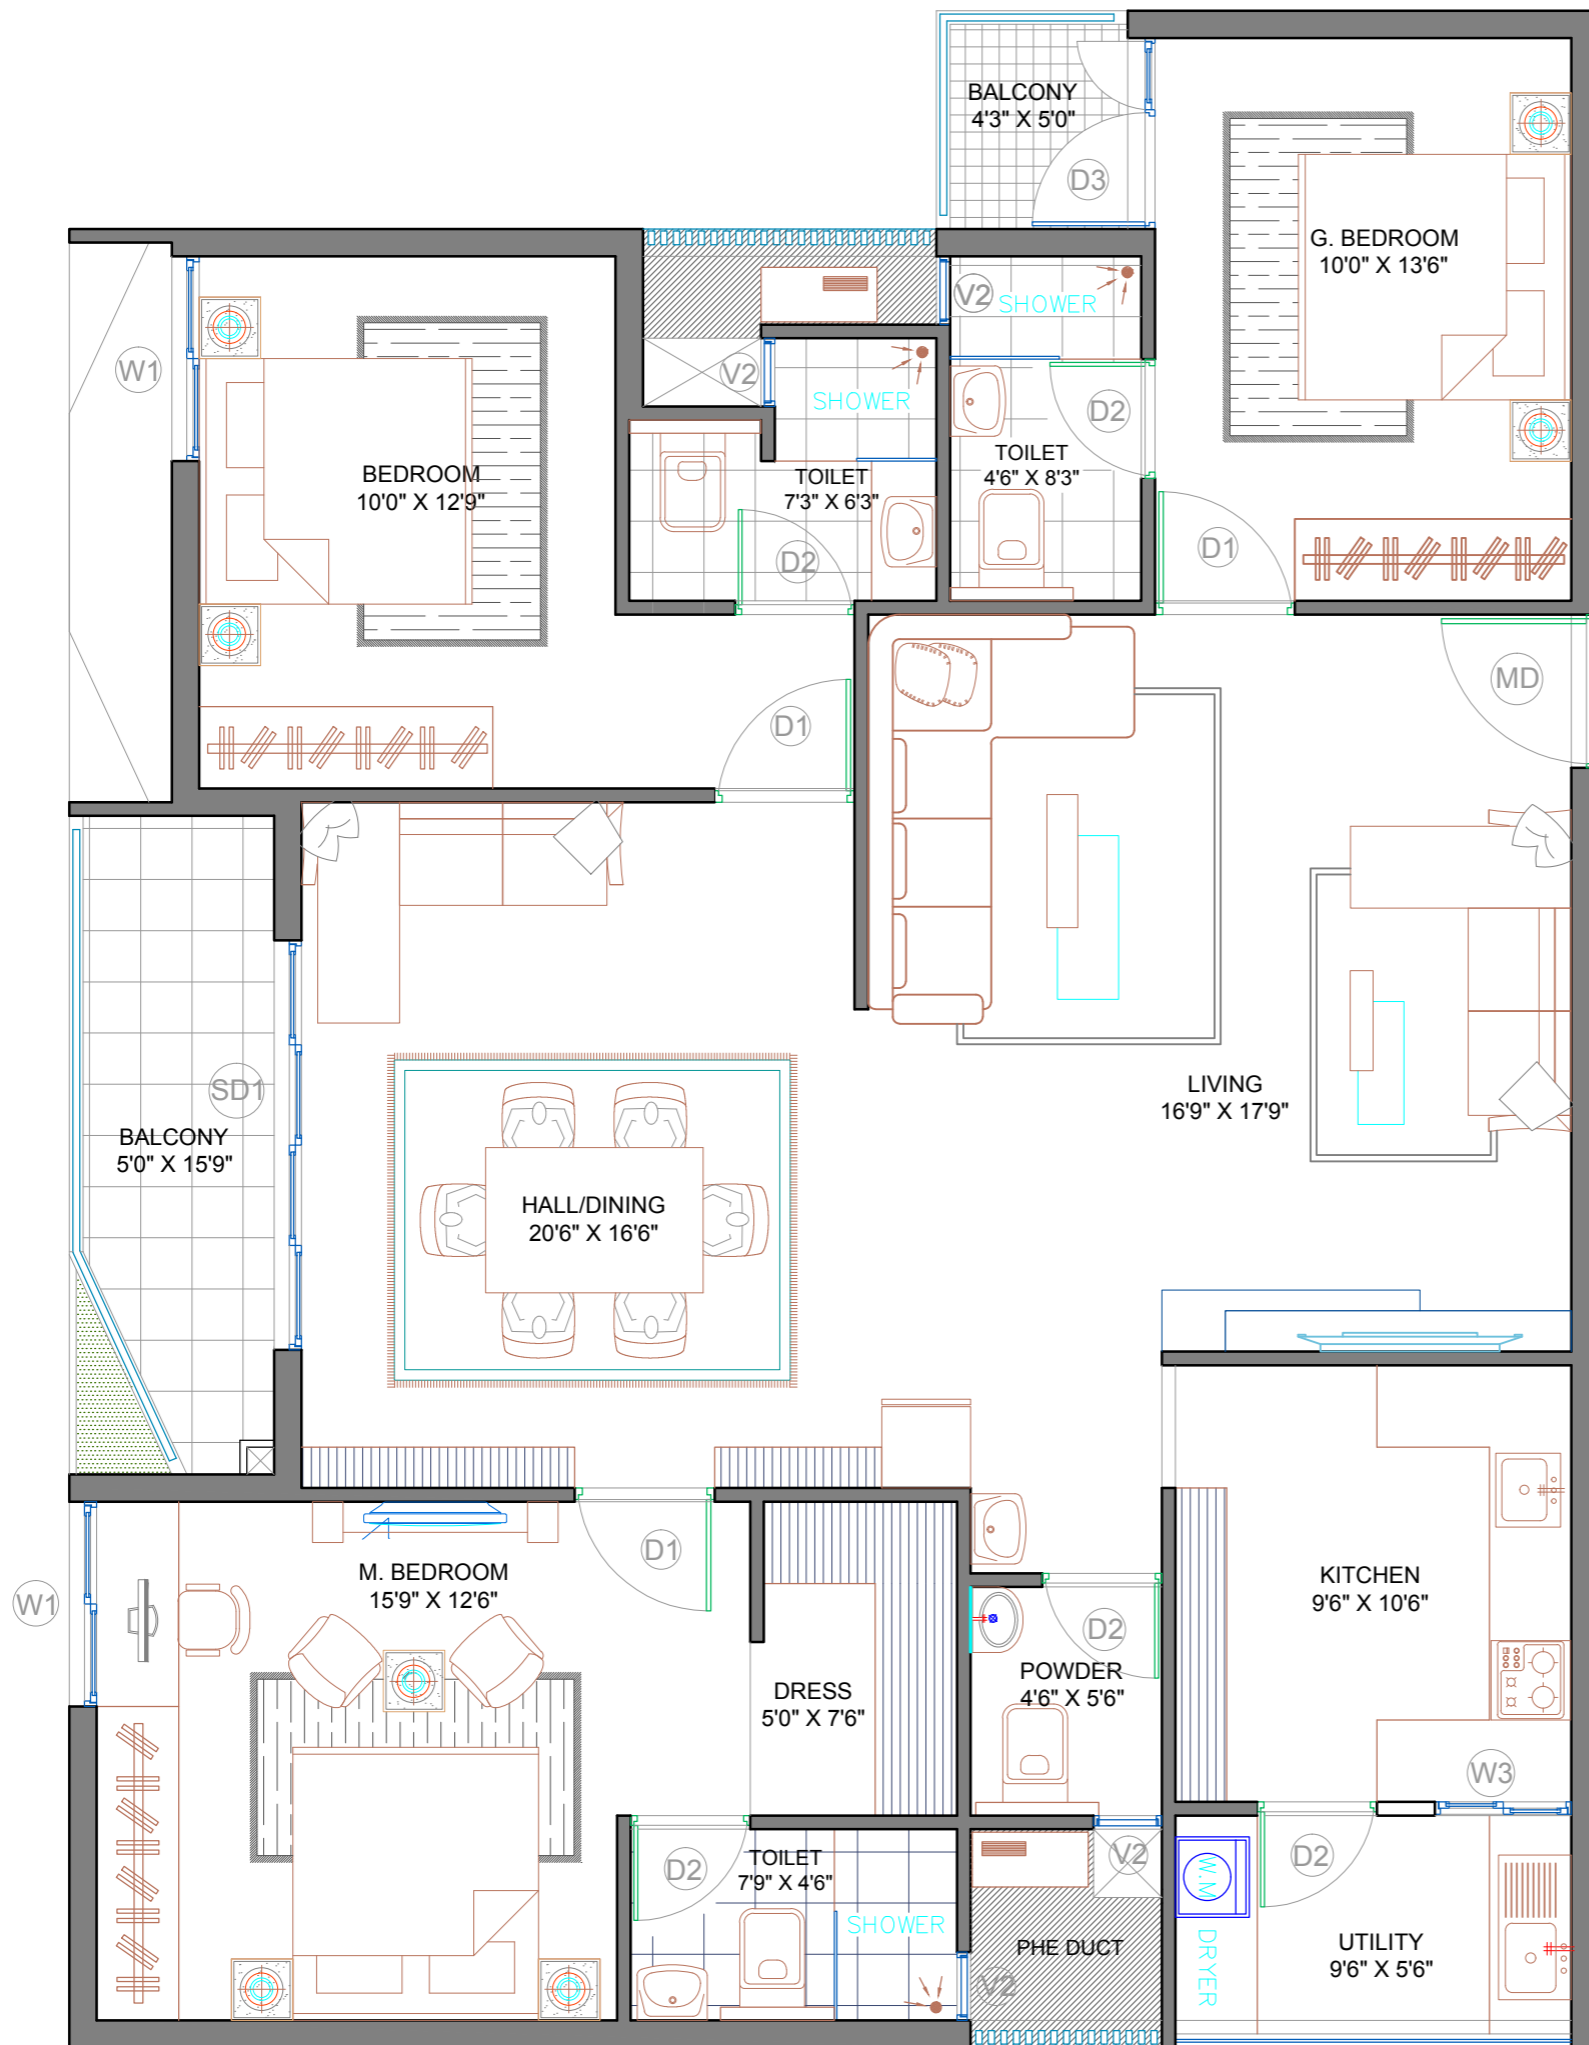 BALCONY
4'3" X 5'0"
D3
G. BEDROOM
10'0" X 13'6"
V2
SHOWER
W1
V2
SHOWER
D2
BEDROOM
10'0" X 12'9"
TOILET
7'3" X 6'3"
TOILET
4'6" X 8'3"
D2
D1
MD
D1
SD1
BALCONY
5'0" X 15'9"
LIVING
16'9" X 17'9"
HALL/DINING
20'6" X 16'6"
D1
M. BEDROOM
15'9" X 12'6"
W1
KITCHEN
9'6" X 10'6"
D2
POWDER
4'6" X 5'6"
DRESS
5'0" X 7'6"
W3
D2
TOILET
7'9" X 4'6"
V2
D2
W.M
SHOWER
PHE DUCT
UTILITY
9'6" X 5'6"
DRYER
V2